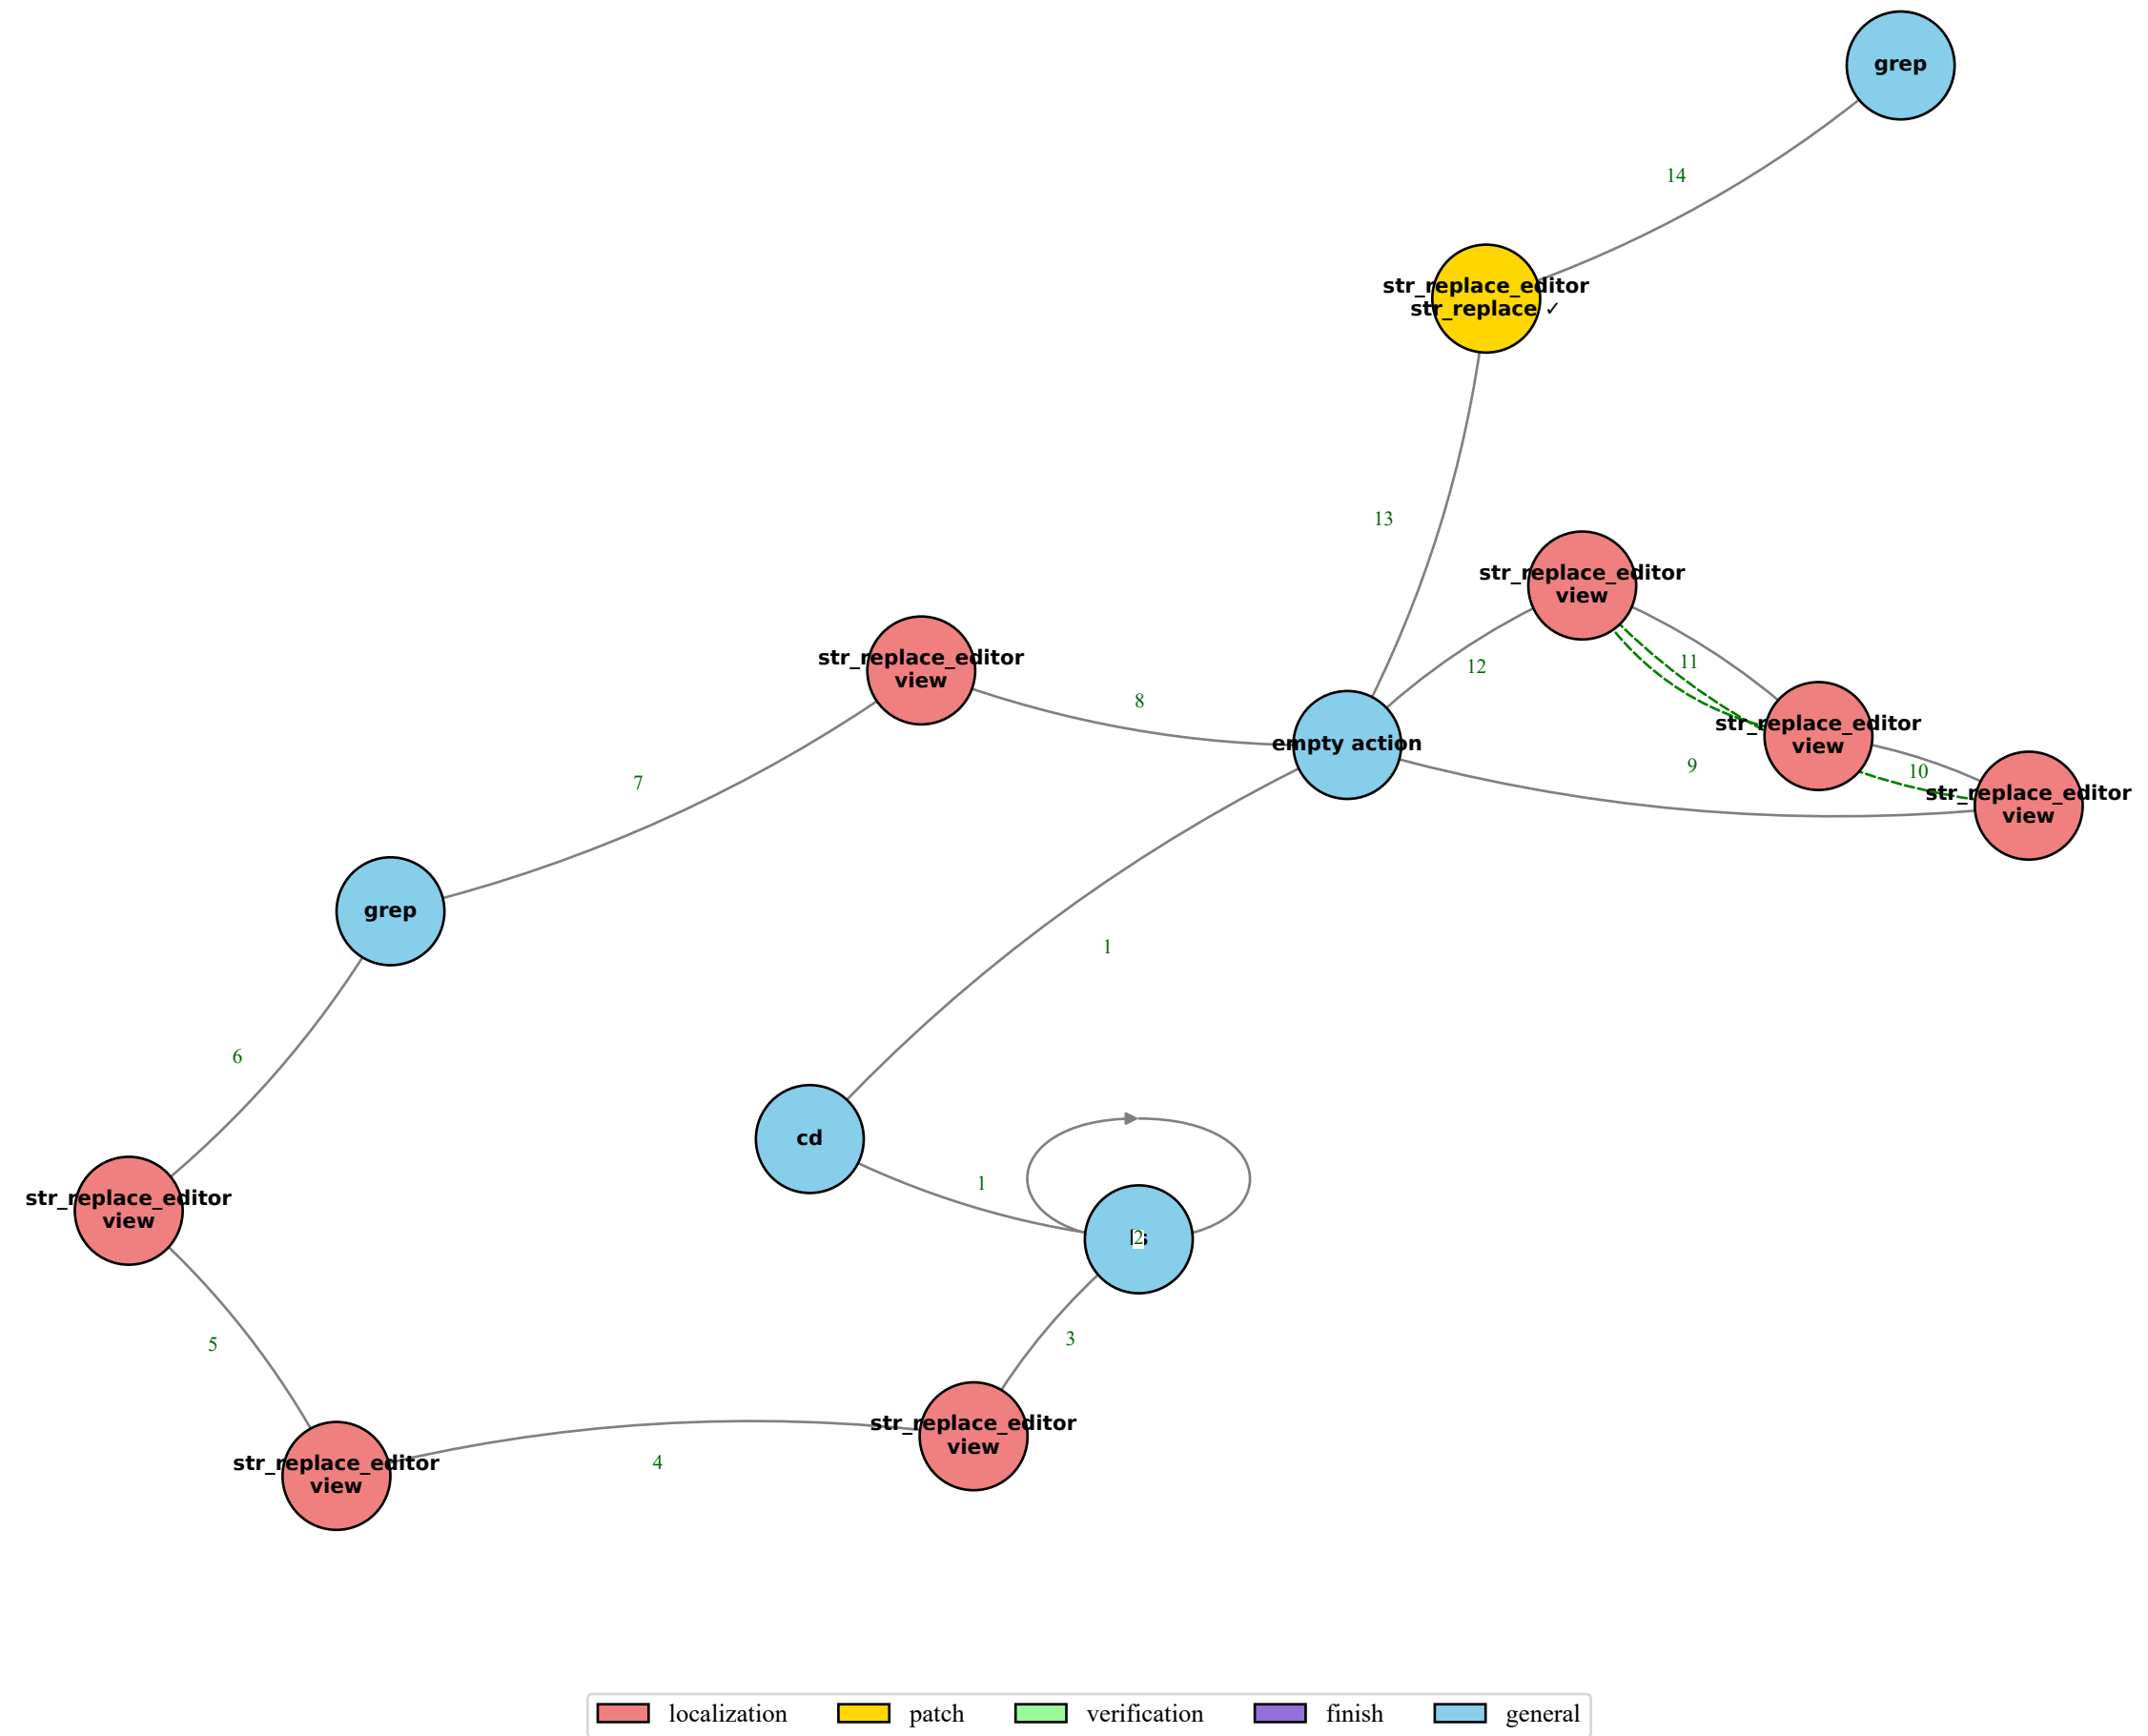 grep
14
str_replace_editor
str_replace ✓
13
str_replace_editor
view
12
11
str_replace_editor
view
8
empty action
str_replace_editor
view
9
10
str_replace_editor
view
7
grep
1
6
cd
1
str_replace_editor
view
2
3
5
str_replace_editor
view
4
str_replace_editor
view
localization
patch
verification
finish
general